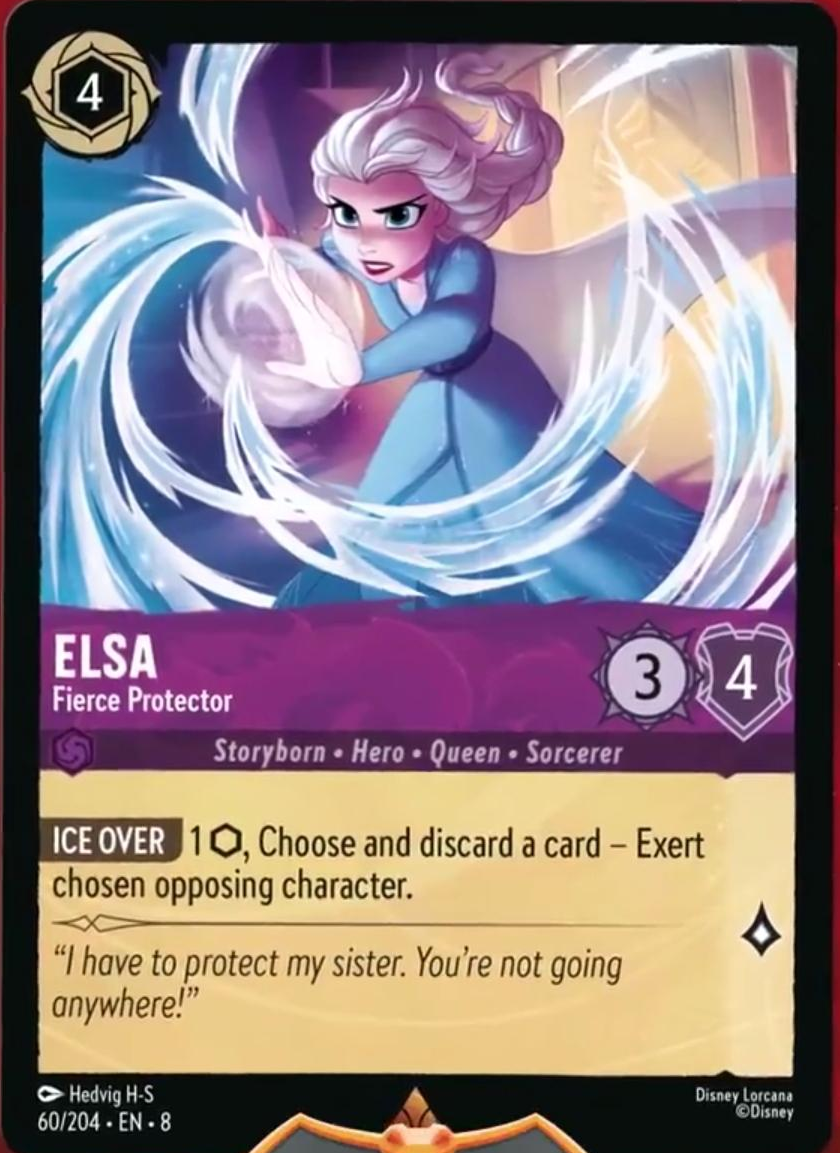 4
ELSA
Fierce Protector
3
4
Storyborn • Hero • Queen • Sorcerer
ICE OVER 1 ⬡, Choose and discard a card – Exert
chosen opposing character.
“I have to protect my sister. You’re not going
anywhere!”
Hedvig H-S
60/204 • EN • 8
Disney Lorcana
©Disney